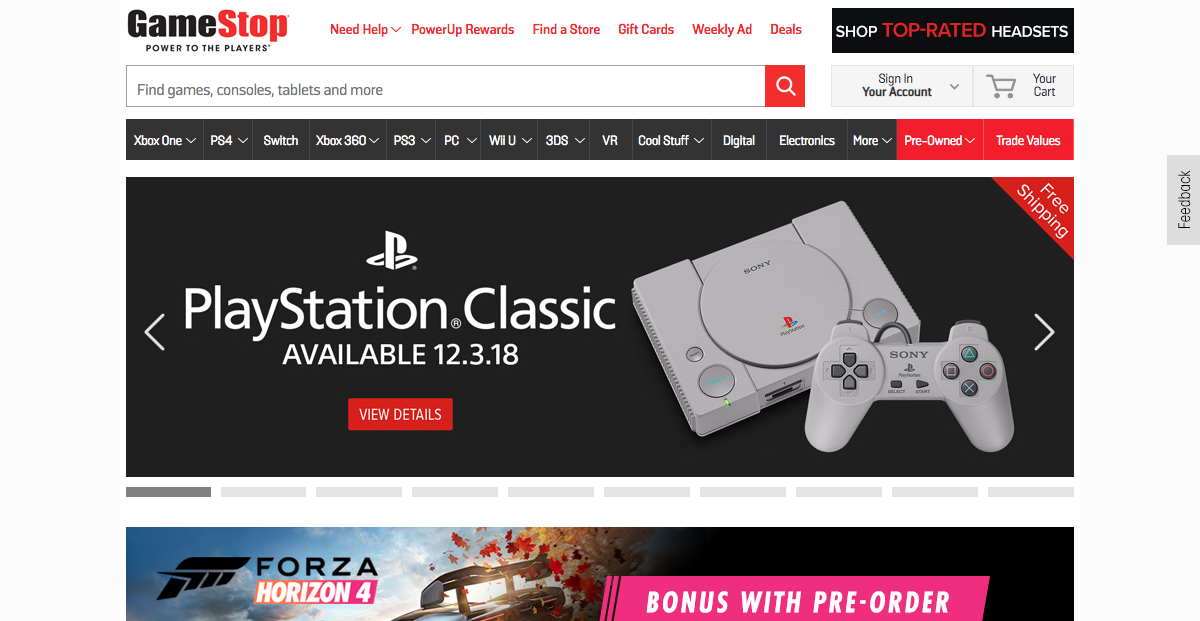 GameStop
POWER TO THE PLAYERS
Need Help
PowerUp Rewards
Find a Store
Gift Cards
Weekly Ad
Deals
SHOP TOP-RATED HEADSETS
Find games, consoles, tablets and more
Sign In
Your Account
Your
Cart
Xbox One
PS4
Switch
Xbox 360
PS3
PC
Wii U
3DS
VR
Cool Stuff
Digital
Electronics
More
Pre-Owned
Trade Values
Feedback
Free
Shipping
PlayStation®Classic
AVAILABLE 12.3.18
VIEW DETAILS
SONY
PlayStation
SONY
PlayStation
SELECT
START
FORZA
HORIZON 4
BONUS WITH PRE-ORDER